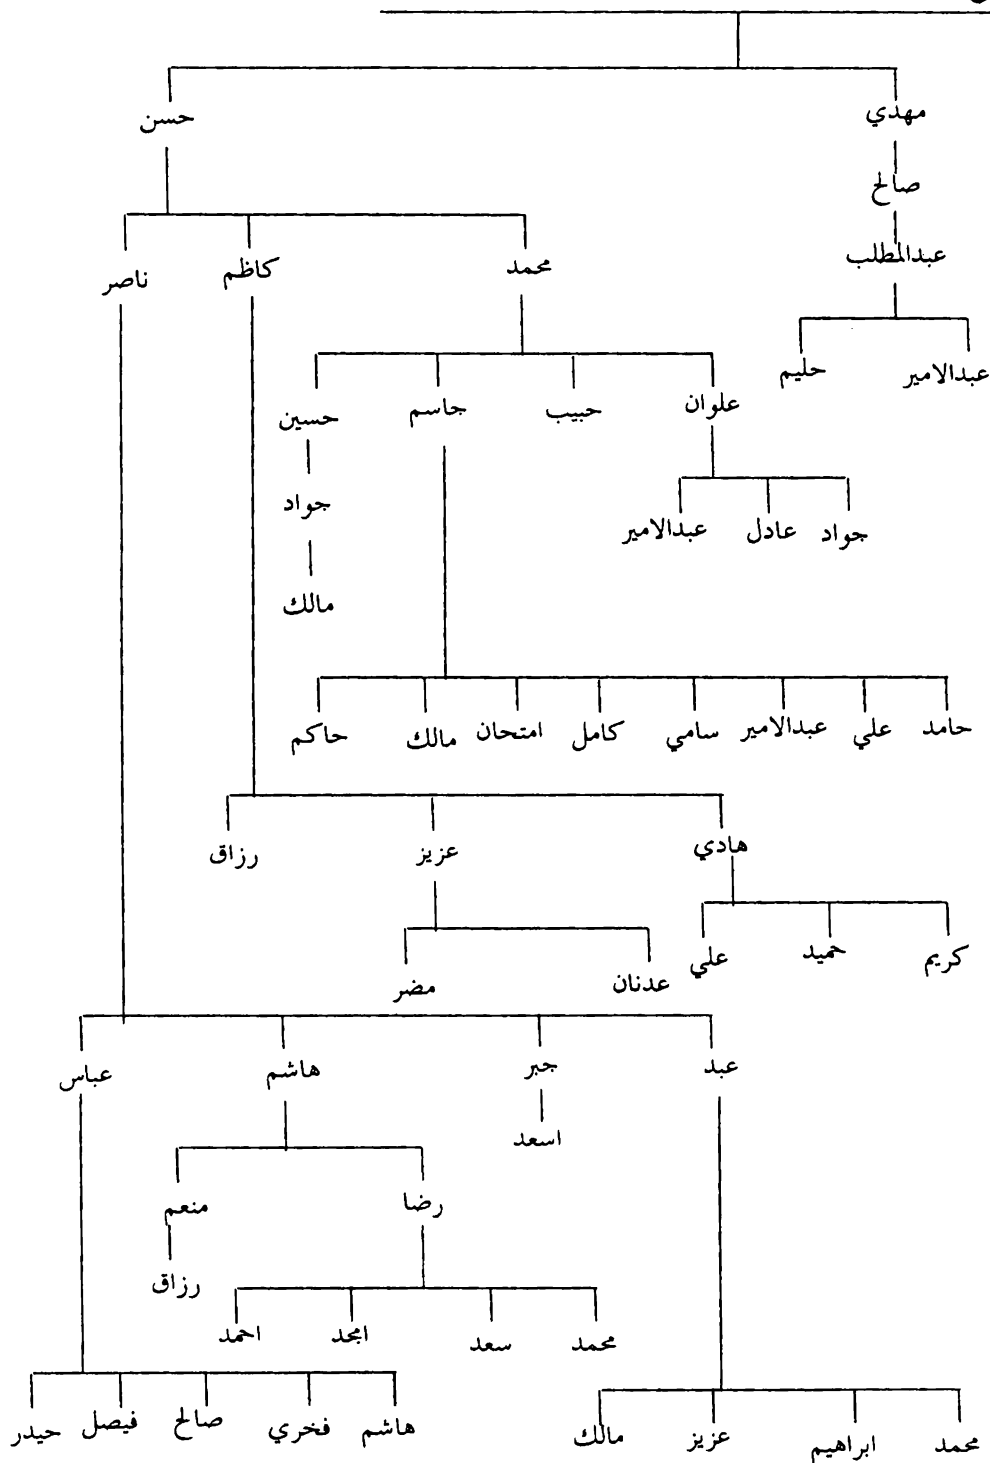 مهدي حسن
صالح
عبدالمطلب
محمد كاظم ناصر
عبدالامير حليم
علوان حبيب جاسم حسين
جواد
جواد عادل عبدالامير
مالك
حامد علي عبدالامير سامي كامل امتحان مالك حاكم
هادي عزيز رزاق
كريم حميد علي
عدنان مضر
عبد جبر هاشم عباس
اسعد
رضا منعم
رزاق
محمد سعد امجد احمد
هاشم فخري صالح فيصل حيدر
محمد ابراهيم عزيز مالك